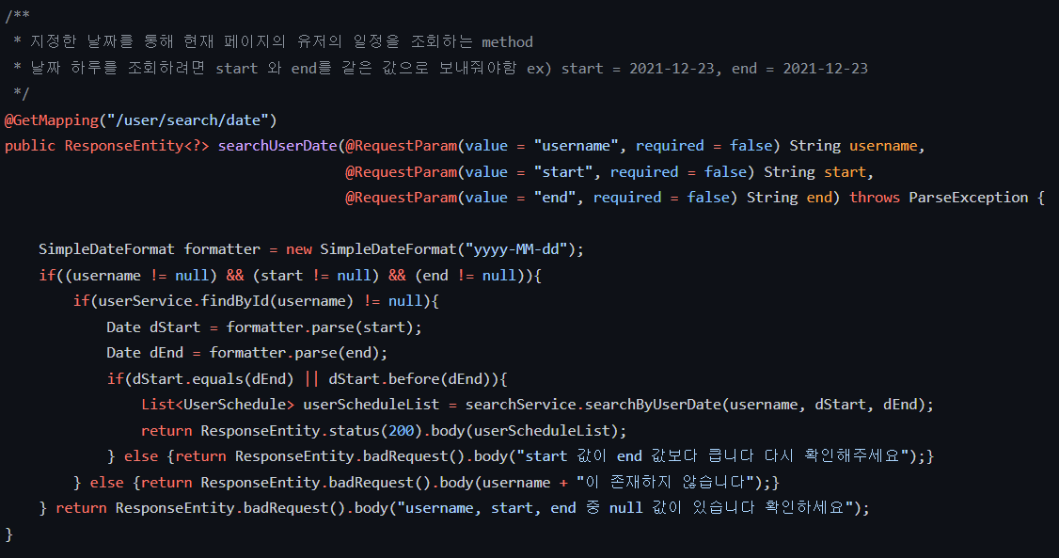 /**
 * 지정한 날짜를 통해 현재 페이지의 유저의 일정을 조회하는 method
 * 날짜 하루를 조회하려면 start 와 end를 같은 값으로 보내줘야함 ex) start = 2021-12-23, end = 2021-12-23
 */
@GetMapping("/user/search/date")
public ResponseEntity<?> searchUserDate(@RequestParam(value = "username", required = false) String username,
                                        @RequestParam(value = "start", required = false) String start,
                                        @RequestParam(value = "end", required = false) String end) throws ParseException {
    SimpleDateFormat formatter = new SimpleDateFormat("yyyy-MM-dd");
    if((username != null) && (start != null) && (end != null)){
        if(userService.findById(username) != null){
            Date dStart = formatter.parse(start);
            Date dEnd = formatter.parse(end);
            if(dStart.equals(dEnd) || dStart.before(dEnd)){
                List<UserSchedule> userScheduleList = searchService.searchByUserDate(username, dStart, dEnd);
                return ResponseEntity.status(200).body(userScheduleList);
            } else {return ResponseEntity.badRequest().body("start 값이 end 값보다 큽니다 다시 확인해주세요");}
        } else {return ResponseEntity.badRequest().body(username + "이 존재하지 않습니다");}
    } return ResponseEntity.badRequest().body("username, start, end 중 null 값이 있습니다 확인하세요");
}